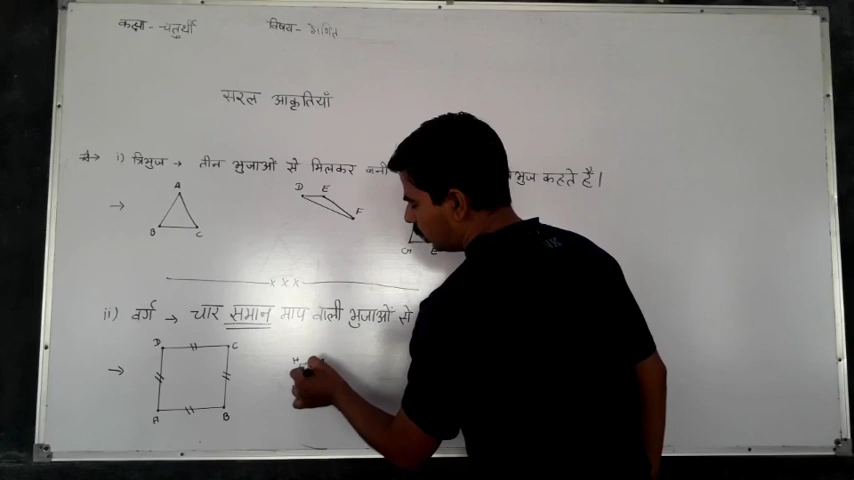 कक्षा - चतुर्थी विषय - गणित
सरल आकृतियाँ
i) त्रिभुज → तीन भुजाओं से मिलकर बनी भुज कहते हैं।
→ A B C D E F G E
x x x
ii) वर्ग → चार समान माप वाली भुजाओं से
→ D C A B H